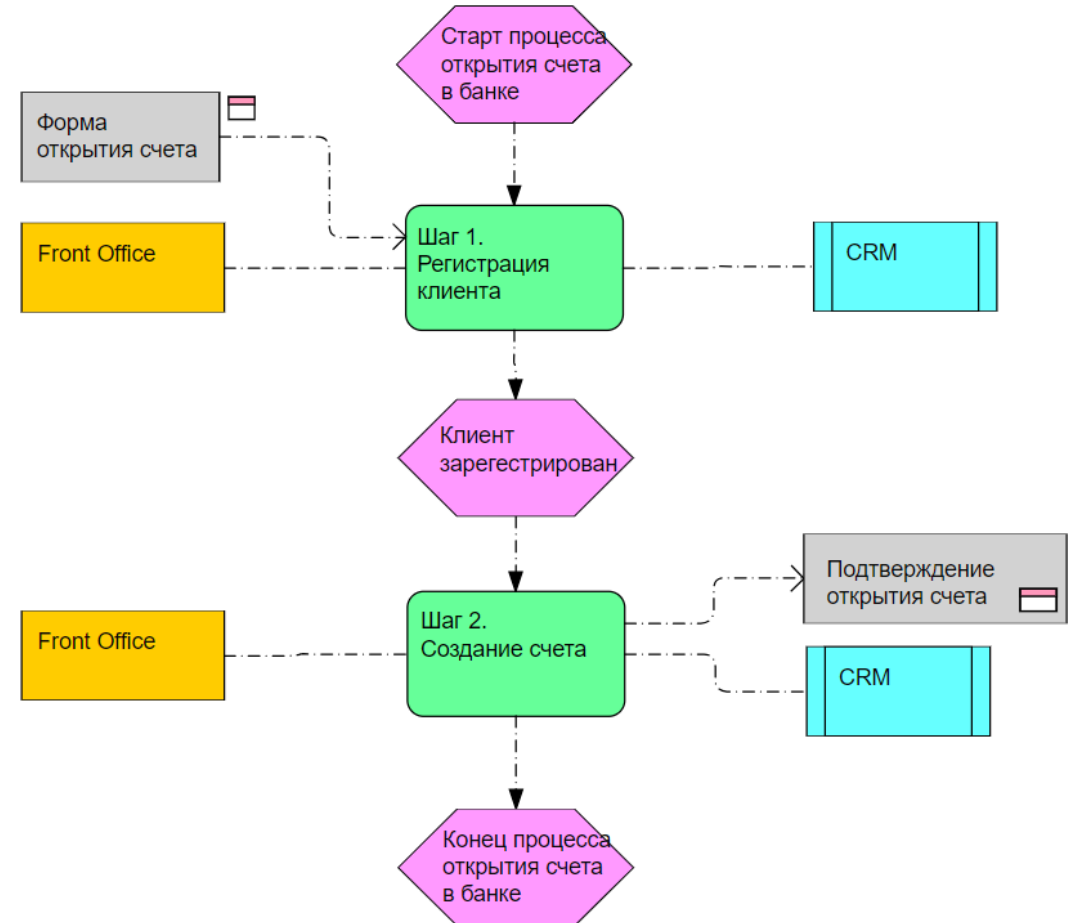 Старт процесса
открытия счета
в банке
Форма
открытия счета
Front Office
Шаг 1.
Регистрация
клиента
CRM
Клиент
зарегестрирован
Подтверждение
открытия счета
Front Office
Шаг 2.
Создание счета
CRM
Конец процесса
открытия счета
в банке